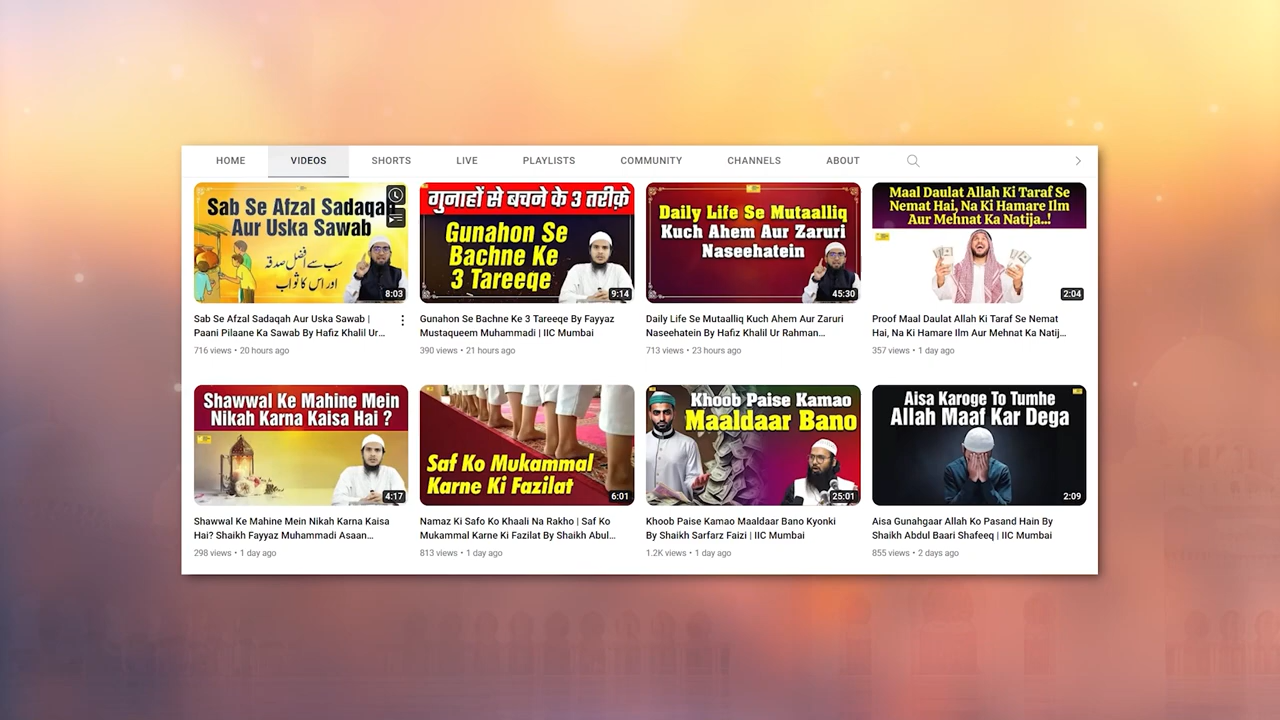 HOME
VIDEOS
SHORTS
LIVE
PLAYLISTS
COMMUNITY
CHANNELS
ABOUT
Sab Se Afzal Sadaqah
Aur Uska Sawab
سب سے افضل صدقہ
اور اس کا ثواب
8:03
Sab Se Afzal Sadaqah Aur Uska Sawab |
Paani Pilaane Ka Sawab By Hafiz Khalil Ur...
716 views • 20 hours ago
गुनाहों से बचने के 3 तरीक़े
Gunahon Se
Bachne Ke
3 Tareeqe
9:14
Gunahon Se Bachne Ke 3 Tareeqe By Fayyaz
Mustaqueem Muhammadi | IIC Mumbai
390 views • 21 hours ago
Daily Life Se Mutaalliq
Kuch Ahem Aur Zaruri
Naseehatein
45:30
Daily Life Se Mutaalliq Kuch Ahem Aur Zaruri
Naseehatein By Hafiz Khalil Ur Rahman...
713 views • 23 hours ago
Maal Daulat Allah Ki Taraf Se
Nemat Hai, Na Ki Hamare Ilm
Aur Mehnat Ka Natija..!
2:04
Proof Maal Daulat Allah Ki Taraf Se Nemat
Hai, Na Ki Hamare Ilm Aur Mehnat Ka Natij...
357 views • 1 day ago
Shawwal Ke Mahine Mein
Nikah Karna Kaisa Hai ?
4:17
Shawwal Ke Mahine Mein Nikah Karna Kaisa
Hai? Shaikh Fayyaz Muhammadi Asaan...
298 views • 1 day ago
Saf Ko Mukammal
Karne Ki Fazilat
6:01
Namaz Ki Safo Ko Khaali Na Rakho | Saf Ko
Mukammal Karne Ki Fazilat By Shaikh Abul...
813 views • 1 day ago
Khoob Paise Kamao
Maaldaar Bano
25:01
Khoob Paise Kamao Maaldaar Bano Kyonki
By Shaikh Sarfarz Faizi | IIC Mumbai
1.2K views • 1 day ago
Aisa Karoge To Tumhe
Allah Maaf Kar Dega
2:09
Aisa Gunahgaar Allah Ko Pasand Hain By
Shaikh Abdul Baari Shafeeq | IIC Mumbai
855 views • 2 days ago